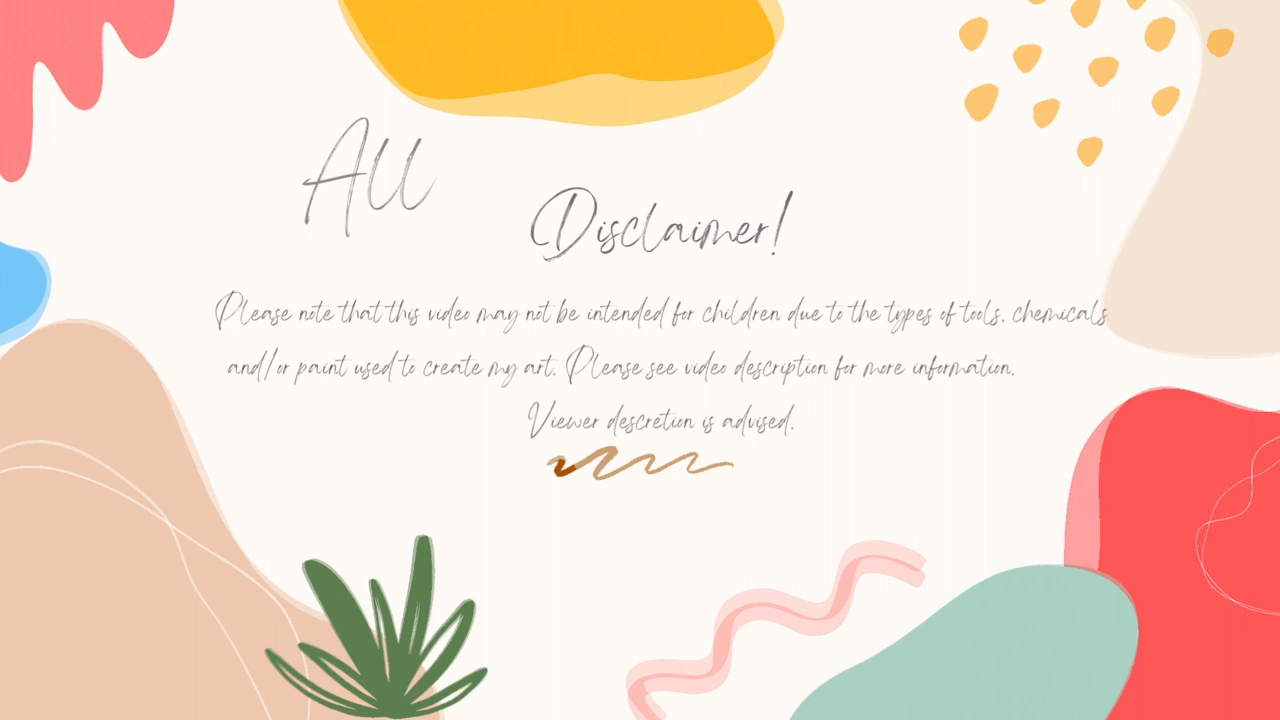 All
Disclaimer!
Please note that this video may not be intended for children due to the types of tools. chemicals
and/or paint used to create my art. Please see video description for more information.
Viewer descretion is advised.